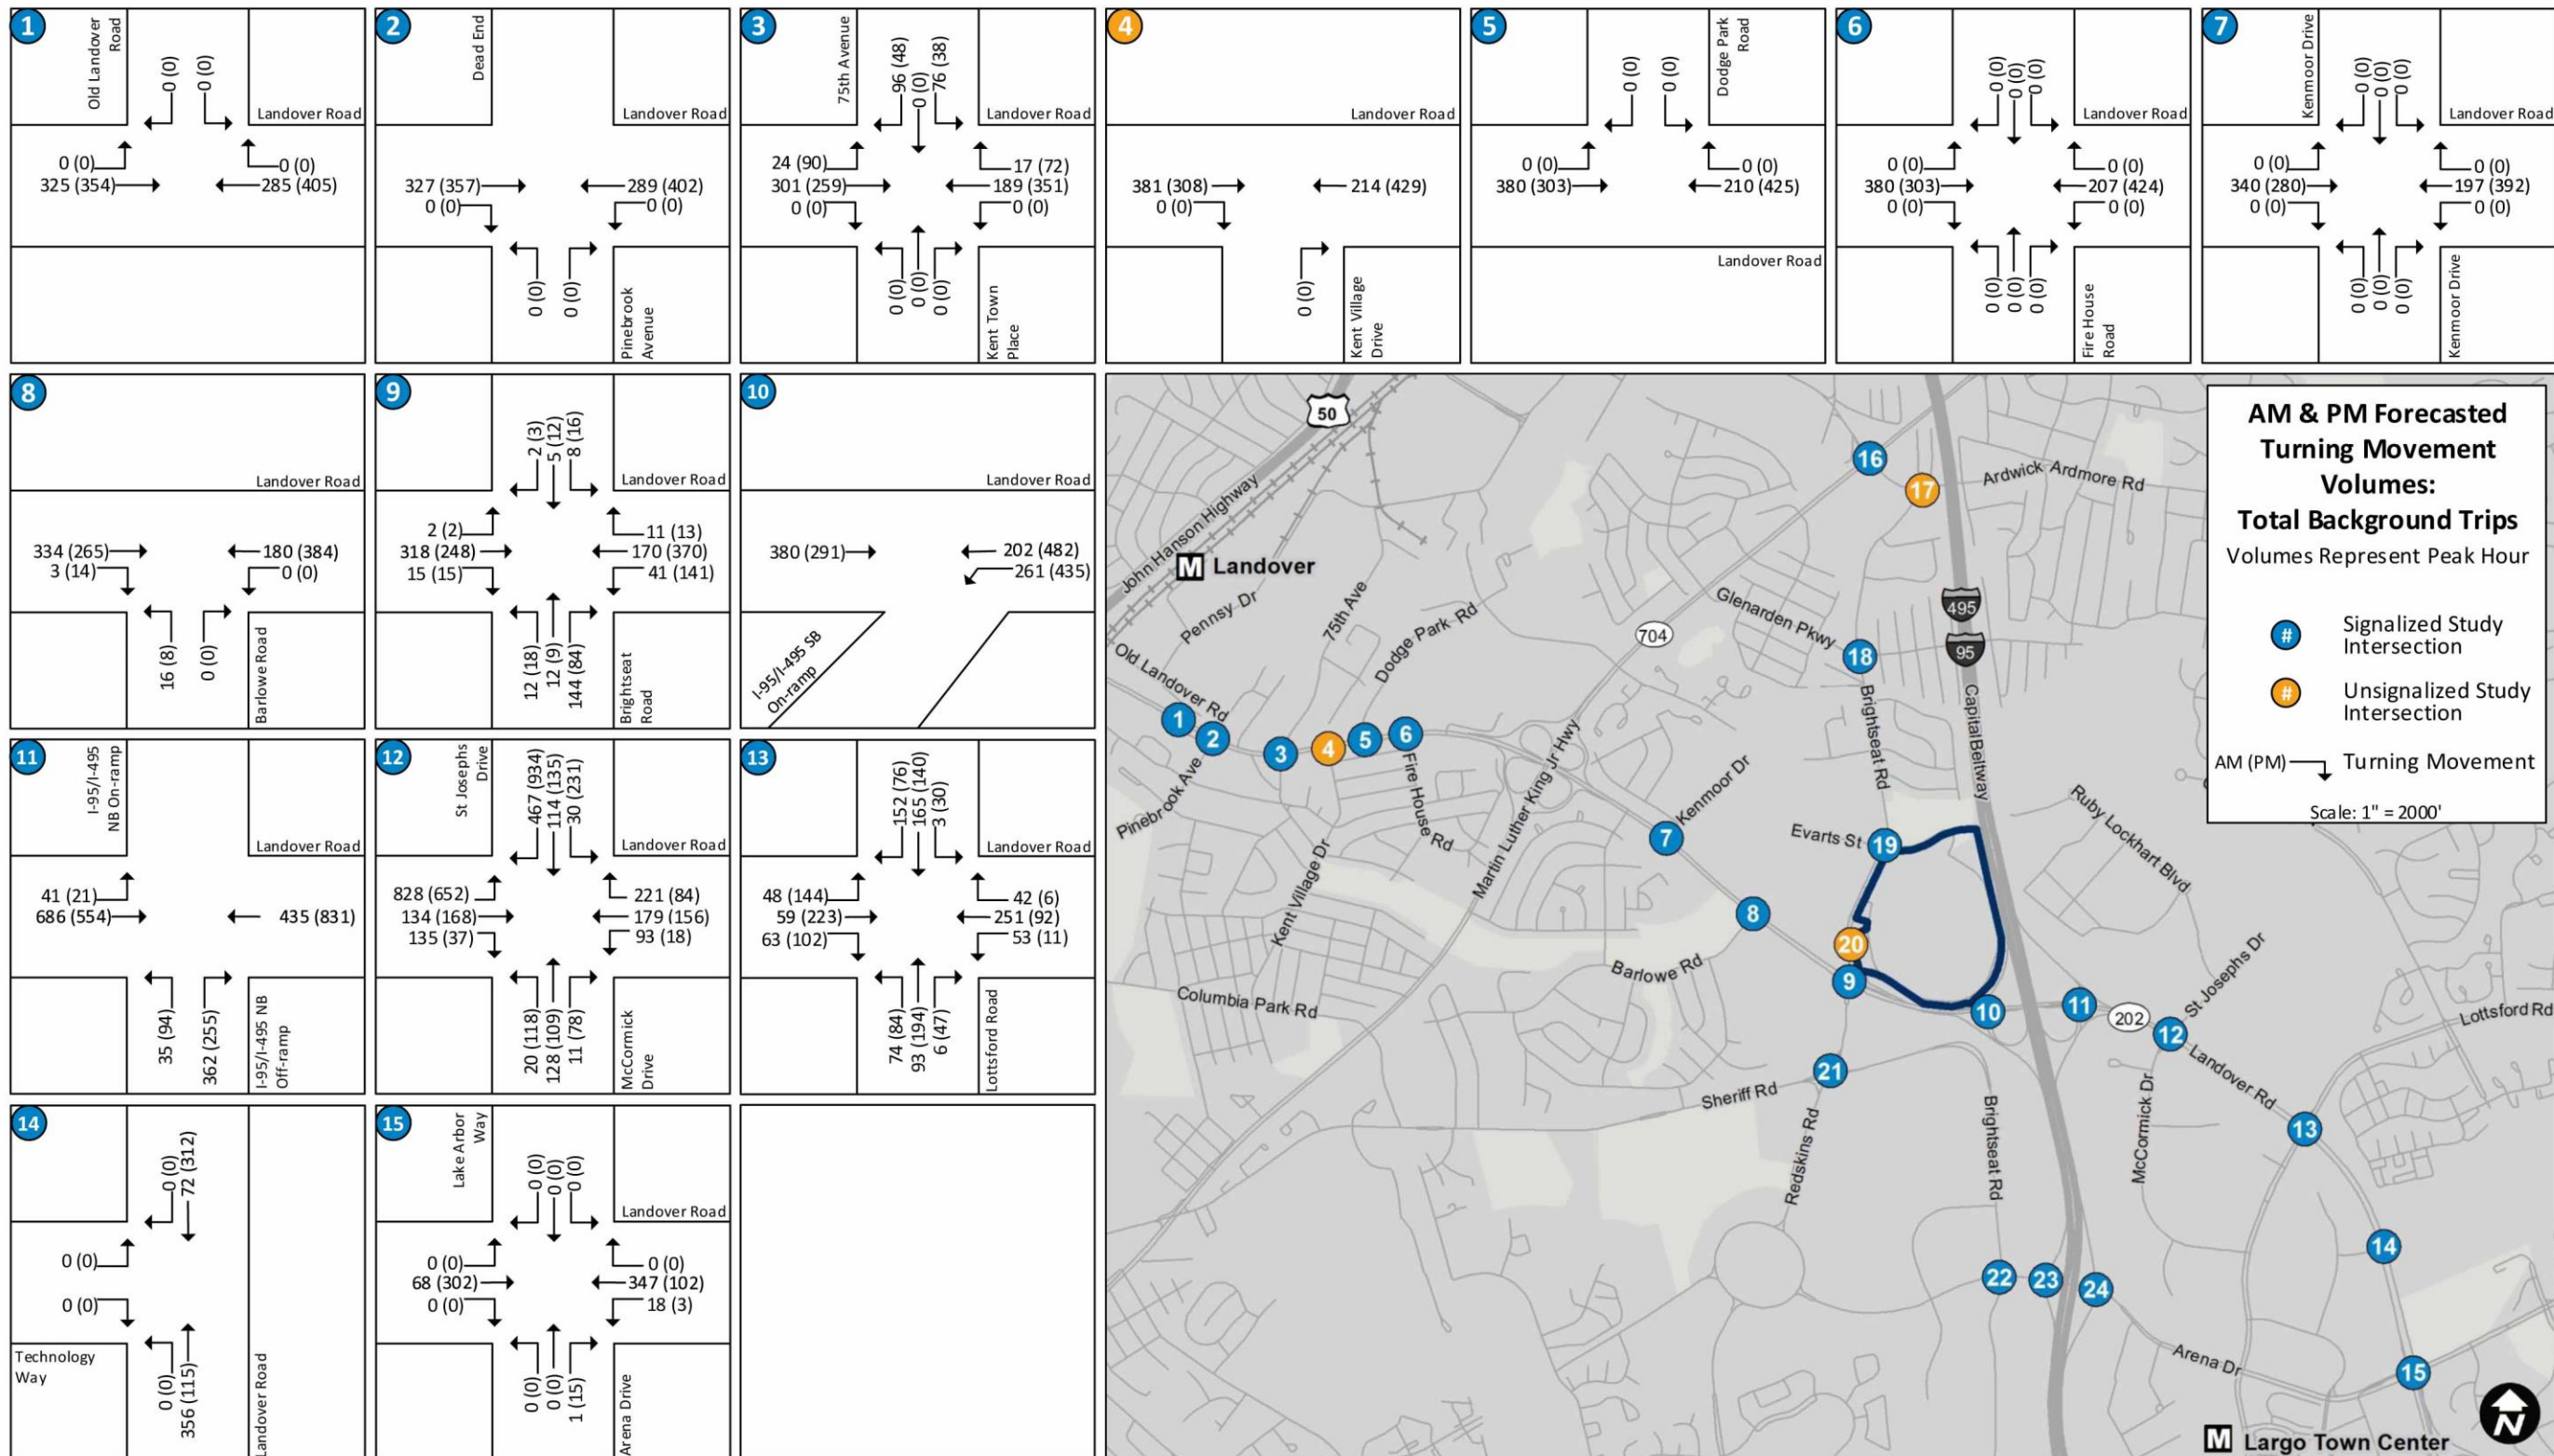 1
Old Landover
Road
0 (0)
0 (0)
Landover Road
0 (0)
325 (354)
0 (0)
285 (405)
2
Dead End
Landover Road
327 (357)
0 (0)
289 (402)
0 (0)
0 (0)
0 (0)
Pinebrook
Avenue
3
75th Avenue
96 (48)
0 (0)
76 (38)
Landover Road
24 (90)
301 (259)
0 (0)
17 (72)
189 (351)
0 (0)
0 (0)
0 (0)
0 (0)
Kent Town
Place
4
Landover Road
381 (308)
0 (0)
214 (429)
0 (0)
Kent Village
Drive
5
0 (0)
0 (0)
Dodge Park
Road
0 (0)
380 (303)
0 (0)
210 (425)
Landover Road
6
0 (0)
0 (0)
0 (0)
Landover Road
0 (0)
380 (303)
0 (0)
0 (0)
207 (424)
0 (0)
0 (0)
0 (0)
0 (0)
Fire House
Road
7
Kenmoor Drive
0 (0)
0 (0)
0 (0)
Landover Road
0 (0)
340 (280)
0 (0)
0 (0)
197 (392)
0 (0)
0 (0)
0 (0)
0 (0)
Kenmoor Drive
8
Landover Road
334 (265)
3 (14)
180 (384)
0 (0)
16 (8)
0 (0)
Barlowe Road
9
2 (3)
5 (12)
8 (16)
Landover Road
2 (2)
318 (248)
15 (15)
11 (13)
170 (370)
41 (141)
12 (18)
12 (9)
144 (84)
Brightseat
Road
10
Landover Road
380 (291)
202 (482)
261 (435)
I-95/I-495 SB
On-ramp
11
I-95/I-495
NB On-ramp
Landover Road
41 (21)
686 (554)
435 (831)
35 (94)
362 (255)
I-95/I-495 NB
Off-ramp
12
St Josephs
Drive
467 (934)
114 (135)
30 (231)
Landover Road
828 (652)
134 (168)
135 (37)
221 (84)
179 (156)
93 (18)
20 (118)
128 (109)
11 (78)
McCormick
Drive
13
152 (76)
165 (140)
3 (30)
Landover Road
48 (144)
59 (223)
63 (102)
42 (6)
251 (92)
53 (11)
74 (84)
93 (194)
6 (47)
Lottsford Road
14
0 (0)
72 (312)
0 (0)
0 (0)
Technology
Way
0 (0)
356 (115)
Landover Road
15
Lake Arbor
Way
0 (0)
0 (0)
0 (0)
Landover Road
0 (0)
68 (302)
0 (0)
0 (0)
347 (102)
18 (3)
0 (0)
0 (0)
1 (15)
Arena Drive
50
John Hanson Highway
M Landover
Pennsy Dr
75th Ave
Dodge Park Rd
Old Landover Rd
1
2
3
4
5
6
Pinebrook Ave
Kent Village Dr
Fire House Rd
Martin Luther King Jr Hwy
704
Glenarden Pkwy
16
17
Ardwick Ardmore Rd
495
95
18
Brightseat Rd
Capital Beltway
Kenmoor Dr
7
8
Evarts St
19
20
9
10
Ruby Lockhart Blvd
Barlowe Rd
Columbia Park Rd
11
202
12
St Josephs Dr
Lottsford Rd
Landover Rd
McCormick Dr
13
21
Sheriff Rd
Redskins Rd
Brightseat Rd
22
23
24
14
Arena Dr
15
M Largo Town Center
N
AM & PM Forecasted
Turning Movement
Volumes:
Total Background Trips
Volumes Represent Peak Hour
#
Signalized Study
Intersection
#
Unsignalized Study
Intersection
AM (PM)
Turning Movement
Scale: 1" = 2000'